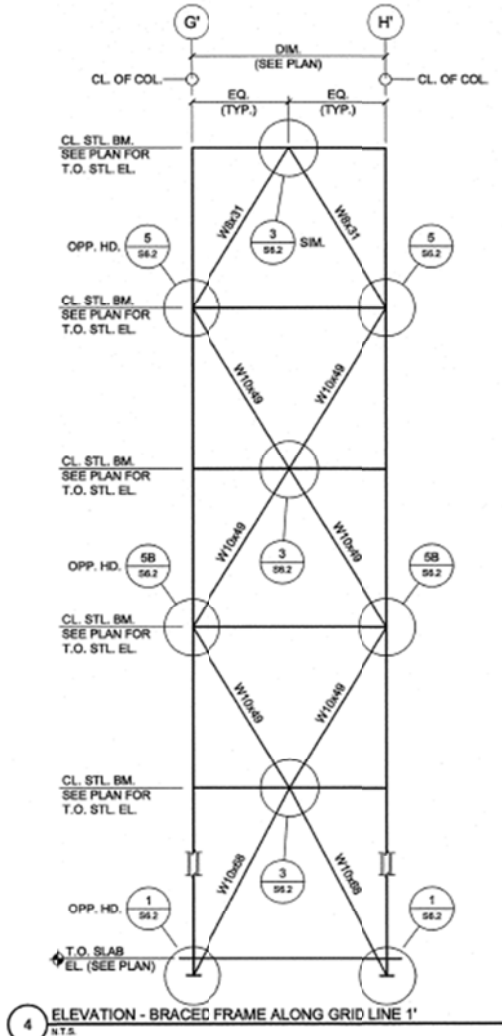 G' H'
DIM.
(SEE PLAN)
CL. OF COL. CL. OF COL.
EQ. EQ.
(TYP.) (TYP.)
CL. STL. BM.
SEE PLAN FOR
T.O. STL. EL.
W8x31 W8x31
3
S6.2 SIM.
OPP. HD. 5
S6.2
5
S6.2
CL. STL. BM.
SEE PLAN FOR
T.O. STL. EL.
W10x49 W10x49
CL. STL. BM.
SEE PLAN FOR
T.O. STL. EL.
W10x49 W10x49
3
S6.2
OPP. HD. 5B
S6.2
5B
S6.2
CL. STL. BM.
SEE PLAN FOR
T.O. STL. EL.
W10x49 W10x49
CL. STL. BM.
SEE PLAN FOR
T.O. STL. EL.
W10x68 W10x68
3
S6.2
OPP. HD. 1
S6.2
1
S6.2
T.O. SLAB
EL. (SEE PLAN)
4 ELEVATION - BRACED FRAME ALONG GRID LINE 1'
N.T.S.